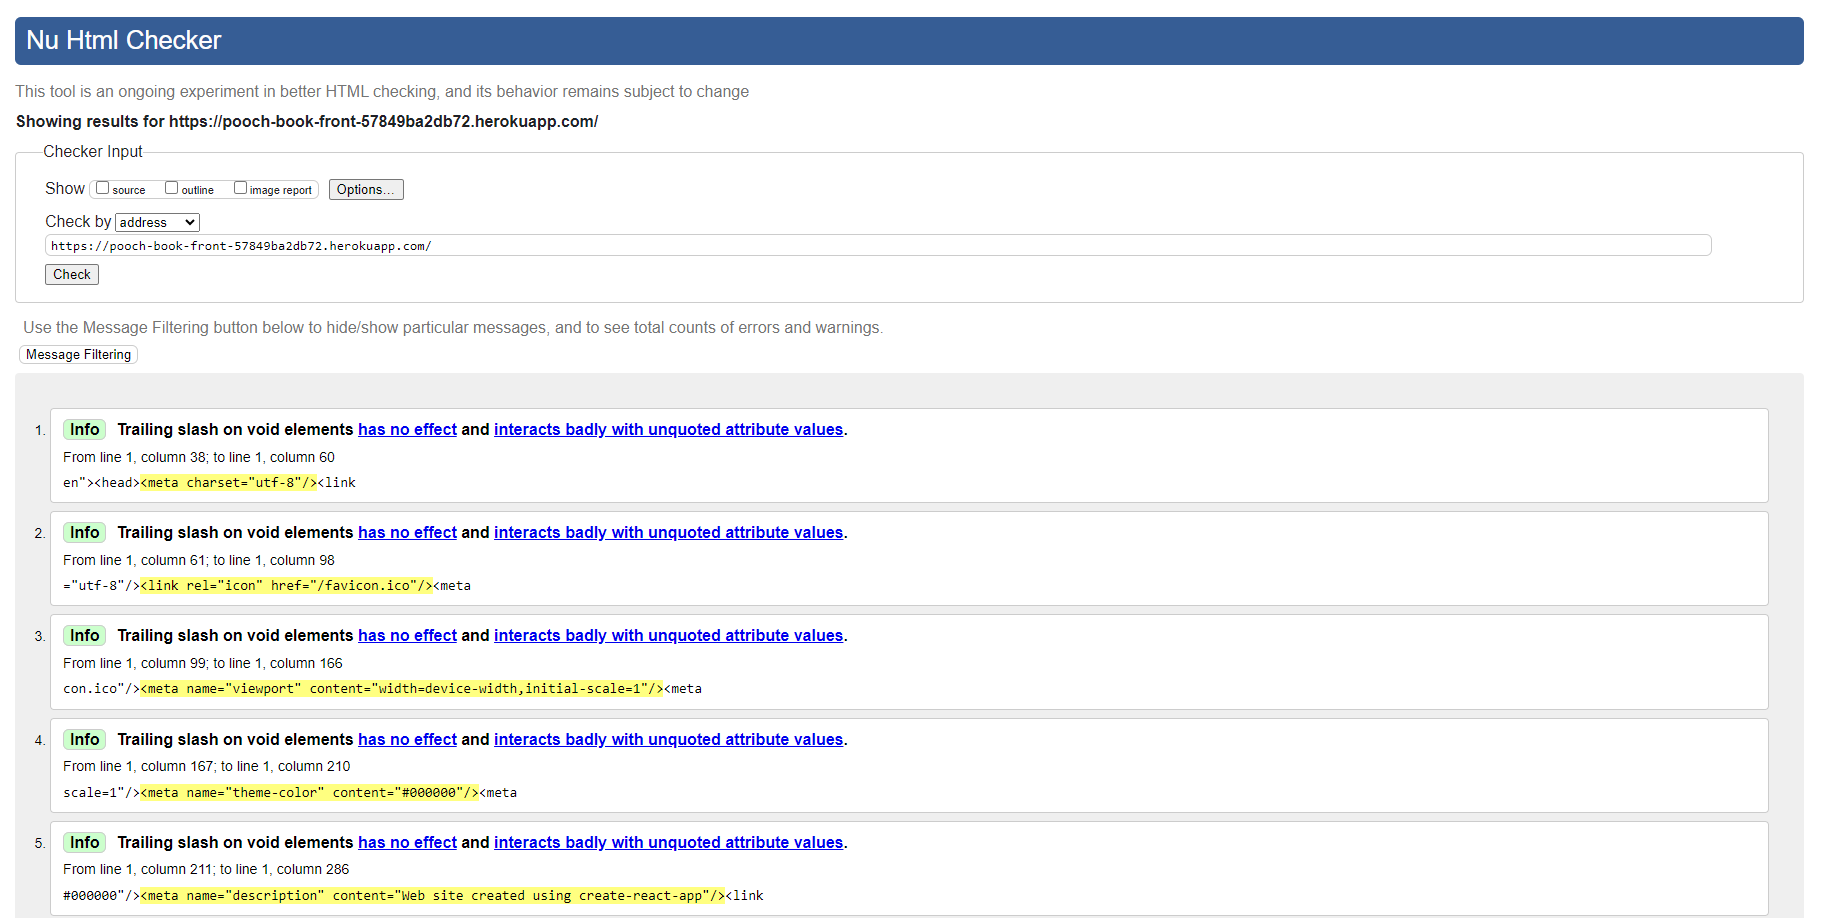 Nu Html Checker
This tool is an ongoing experiment in better HTML checking, and its behavior remains subject to change
Showing results for https://pooch-book-front-57849ba2db72.herokuapp.com/
Checker Input
Show source outline image report Options...
Check by address
https://pooch-book-front-57849ba2db72.herokuapp.com/
Check
Use the Message Filtering button below to hide/show particular messages, and to see total counts of errors and warnings.
Message Filtering
1. Info Trailing slash on void elements has no effect and interacts badly with unquoted attribute values.
From line 1, column 38; to line 1, column 60
en"><head><meta charset="utf-8"/><link
2. Info Trailing slash on void elements has no effect and interacts badly with unquoted attribute values.
From line 1, column 61; to line 1, column 98
="utf-8"/><link rel="icon" href="/favicon.ico"/><meta
3. Info Trailing slash on void elements has no effect and interacts badly with unquoted attribute values.
From line 1, column 99; to line 1, column 166
con.ico"/><meta name="viewport" content="width=device-width,initial-scale=1"/><meta
4. Info Trailing slash on void elements has no effect and interacts badly with unquoted attribute values.
From line 1, column 167; to line 1, column 210
scale=1"/><meta name="theme-color" content="#000000"/><meta
5. Info Trailing slash on void elements has no effect and interacts badly with unquoted attribute values.
From line 1, column 211; to line 1, column 286
#000000"/><meta name="description" content="Web site created using create-react-app"/><link